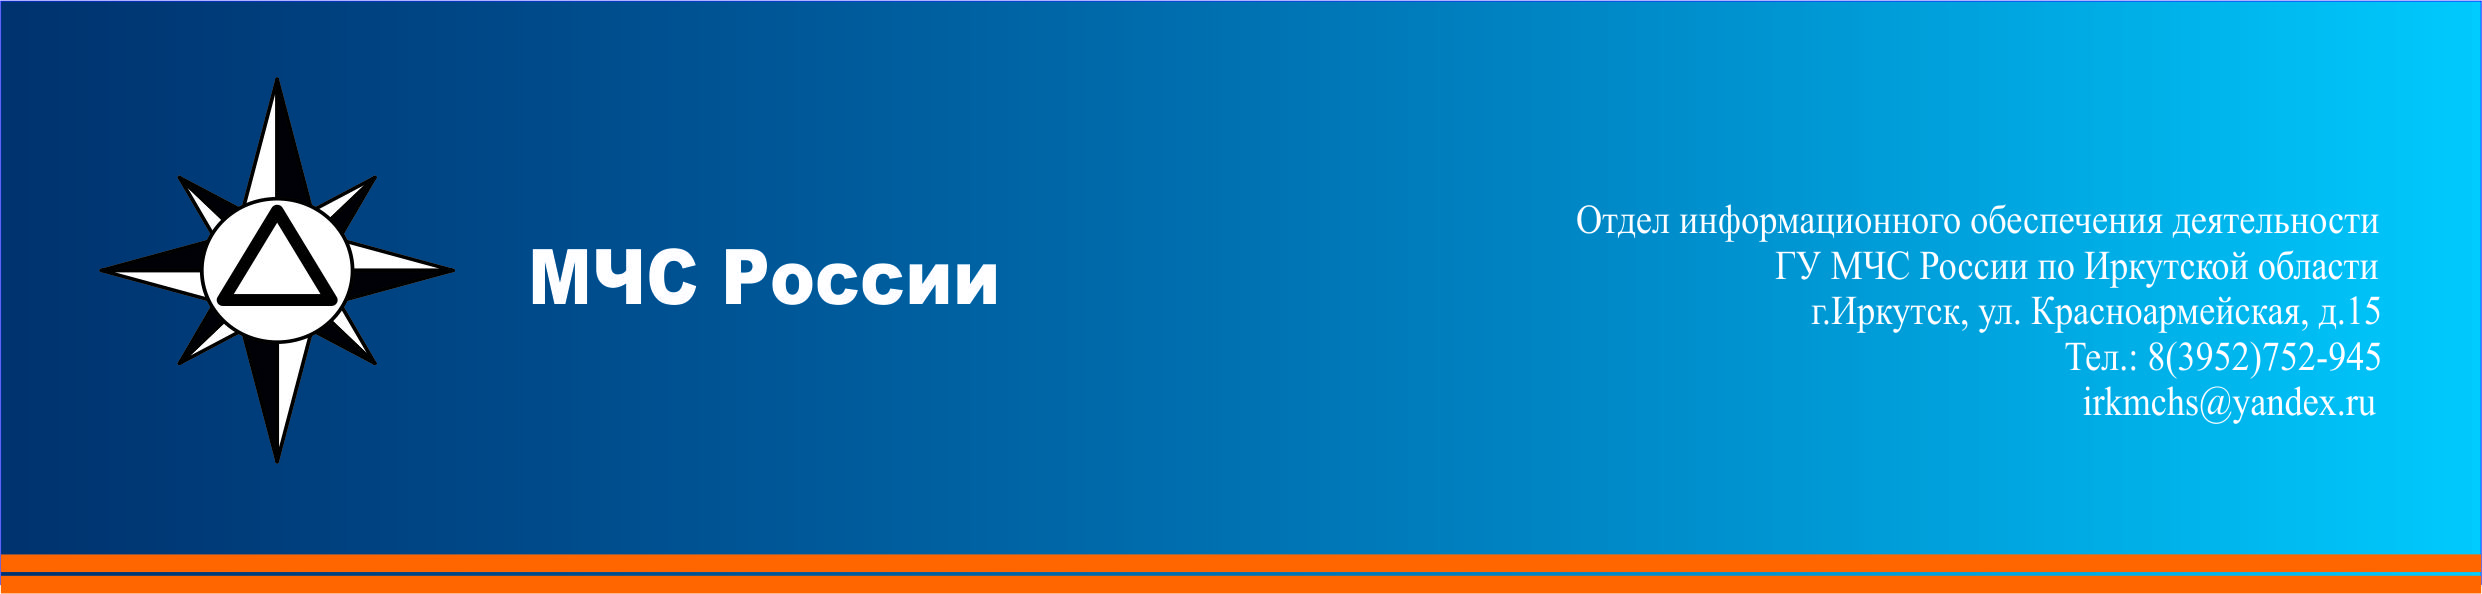 МЧС России
Отдел информационного обеспечения деятельности
ГУ МЧС России по Иркутской области
г.Иркутск, ул. Красноармейская, д.15
Тел.: 8(3952)752-945
irkmchs@yandex.ru